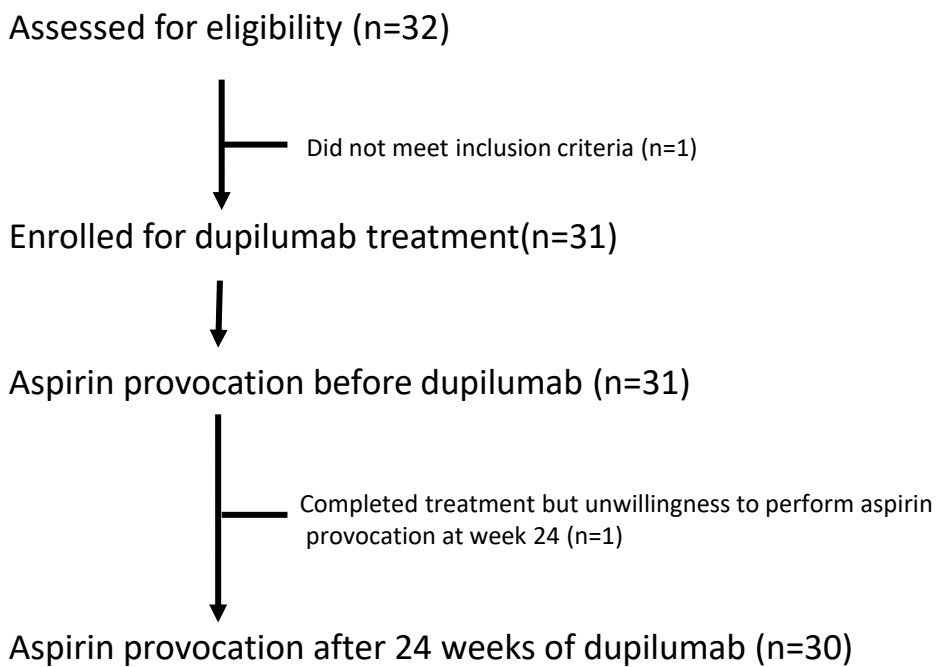 Assessed for eligibility (n=32)
Did not meet inclusion criteria (n=1)
Enrolled for dupilumab treatment(n=31)
Aspirin provocation before dupilumab (n=31)
Completed treatment but unwillingness to perform aspirin
provocation at week 24 (n=1)
Aspirin provocation after 24 weeks of dupilumab (n=30)